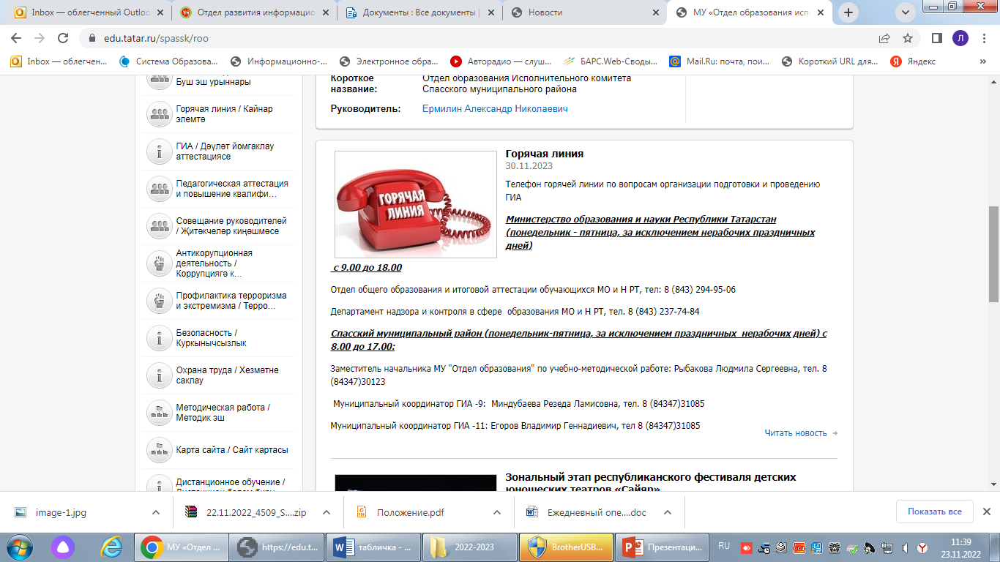 Inbox — облегченный Outloo
Отдел развития информацио
Документы : Все документы
Новости
МУ «Отдел образования исп
edu.tatar.ru/spassk/roo
Л
Inbox — облегчен...
Система Образова...
Информационно-...
Электронное обра...
Авторадио — слуш...
БАРС.Web-Своды...
Mail.Ru: почта, пои...
Короткий URL для...
Яндекс
»
Буш эш урыннары
Горячая линия / Кайнар
элемтә
ГИА / Дәүләт йомгаклау
аттестациясе
Педагогическая аттестация
и повышение квалифи...
Совещание руководителей
/ Җитәкчеләр киңәшмәсе
Антикорупционная
деятельность /
Коррупциягә к...
Профилактика терроризма
и экстремизма / Терро...
Безопасность /
Куркынычсызлык
Охрана труда / Хезмәтне
саклау
Методическая работа /
Методик эш
Карта сайта / Сайт картасы
Дистанционное обучение /
Короткое
название:
Отдел образования Исполнительного комитета
Спасского муниципального района
Руководитель:
Ермилин Александр Николаевич
ГОРЯЧАЯ
ЛИНИЯ
Горячая линия
30.11.2023
Телефон горячей линии по вопросам организации подготовки и проведению
ГИА
Министерство образования и науки Республики Татарстан
(понедельник - пятница, за исключением нерабочих праздничных
дней)
с 9.00 до 18.00
Отдел общего образования и итоговой аттестации обучающихся МО и Н РТ, тел: 8 (843) 294-95-06
Департамент надзора и контроля в сфере образования МО и Н РТ, тел. 8 (843) 237-74-84
Спасский муниципальный район (понедельник-пятница, за исключением праздничных нерабочих дней) с
8.00 до 17.00:
Заместитель начальника МУ "Отдел образования" по учебно-методической работе: Рыбакова Людмила Сергеевна, тел. 8
(84347)30123
Муниципальный координатор ГИА -9: Миндубаева Резеда Ламисовна, тел. 8 (84347)31085
Муниципальный координатор ГИА -11: Егоров Владимир Геннадиевич, тел 8 (84347)31085
Читать новость
Зональный этап республиканского фестиваля детских
юношеских театров «Сайяр»
image-1.jpg
22.11.2022_4509_S....zip
Положение.pdf
Ежедневный опе....doc
Показать все
МУ «Отдел ...
https://edu.t...
табличка - ...
2022-2023
BrotherUSB...
Презентаци...
RU
11:39
23.11.2022